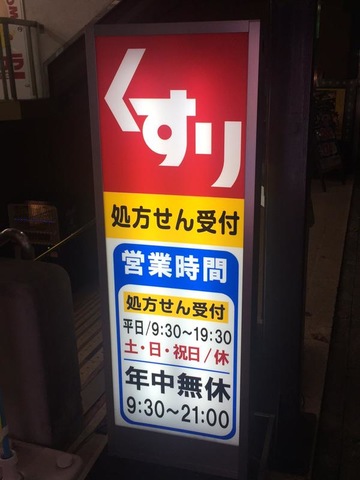 くすり
処方せん受付
営業時間
処方せん受付
平日/9:30~19:30
土・日・祝日/休
年中無休
9:30~21:00